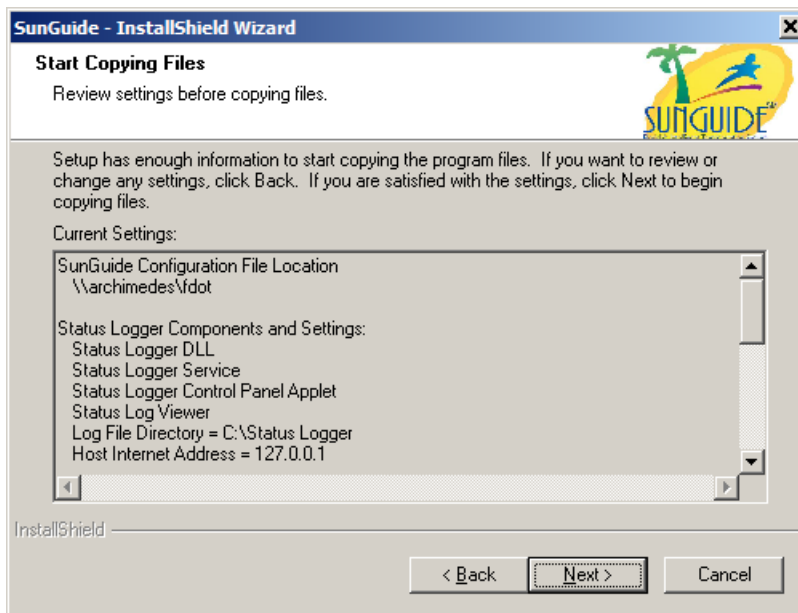 SunGuide - InstallShield Wizard
Start Copying Files
Review settings before copying files.
SUNGUIDE
Setup has enough information to start copying the program files. If you want to review or
change any settings, click Back. If you are satisfied with the settings, click Next to begin
copying files.
Current Settings:
SunGuide Configuration File Location
\\archimedes\fdot
Status Logger Components and Settings:
Status Logger DLL
Status Logger Service
Status Logger Control Panel Applet
Status Log Viewer
Log File Directory = C:\Status Logger
Host Internet Address = 127.0.0.1
InstallShield
< Back
Next >
Cancel